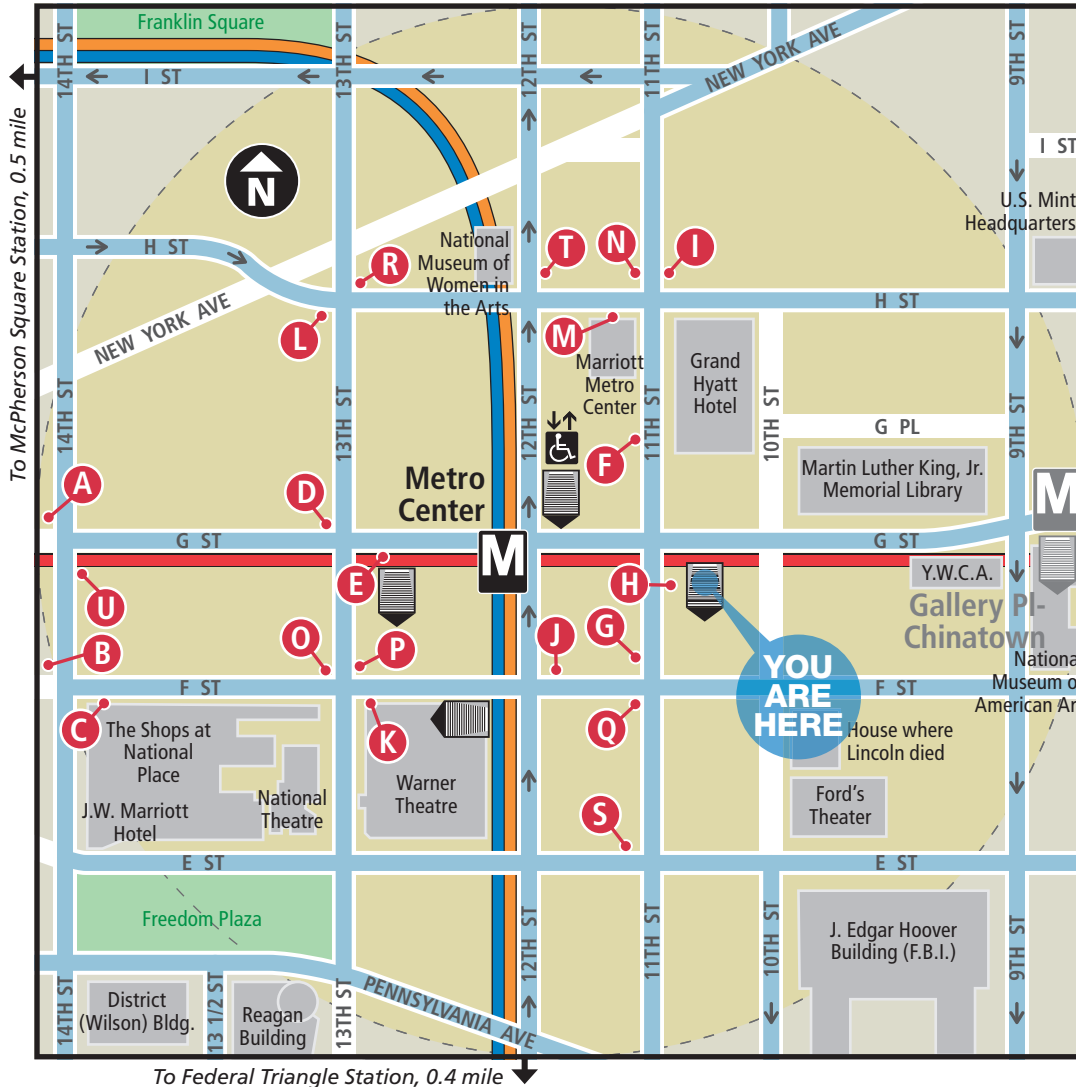 Franklin Square
14TH ST
13TH ST
12TH ST
11TH ST
NEW YORK AVE
9TH ST
I ST
I ST
To McPherson Square Station, 0.5 mile
N
U.S. Mint
Headquarters
H ST
R
National
Museum of
Women in
the Arts
T
N
I
H ST
NEW YORK AVE
L
M
Marriott
Metro
Center
Grand
Hyatt
Hotel
14TH ST
13TH ST
12TH ST
11TH ST
10TH ST
9TH ST
G PL
F
Martin Luther King, Jr.
Memorial Library
A
D
Metro
Center
M
G ST
M
G ST
E
H
Y.W.C.A.
Gallery Pl-
Chinatown
U
B
O
P
J
G
YOU
ARE
HERE
F ST
F ST
Nationa
Museum o
American Ar
C
The Shops at
National
Place
K
Q
House where
Lincoln died
J.W. Marriott
Hotel
National
Theatre
Warner
Theatre
Ford's
Theater
S
E ST
E ST
Freedom Plaza
J. Edgar Hoover
Building (F.B.I.)
14TH ST
13 1/2 ST
13TH ST
12TH ST
11TH ST
10TH ST
9TH ST
PENNSYLVANIA AVE
District
(Wilson) Bldg.
Reagan
Building
To Federal Triangle Station, 0.4 mile